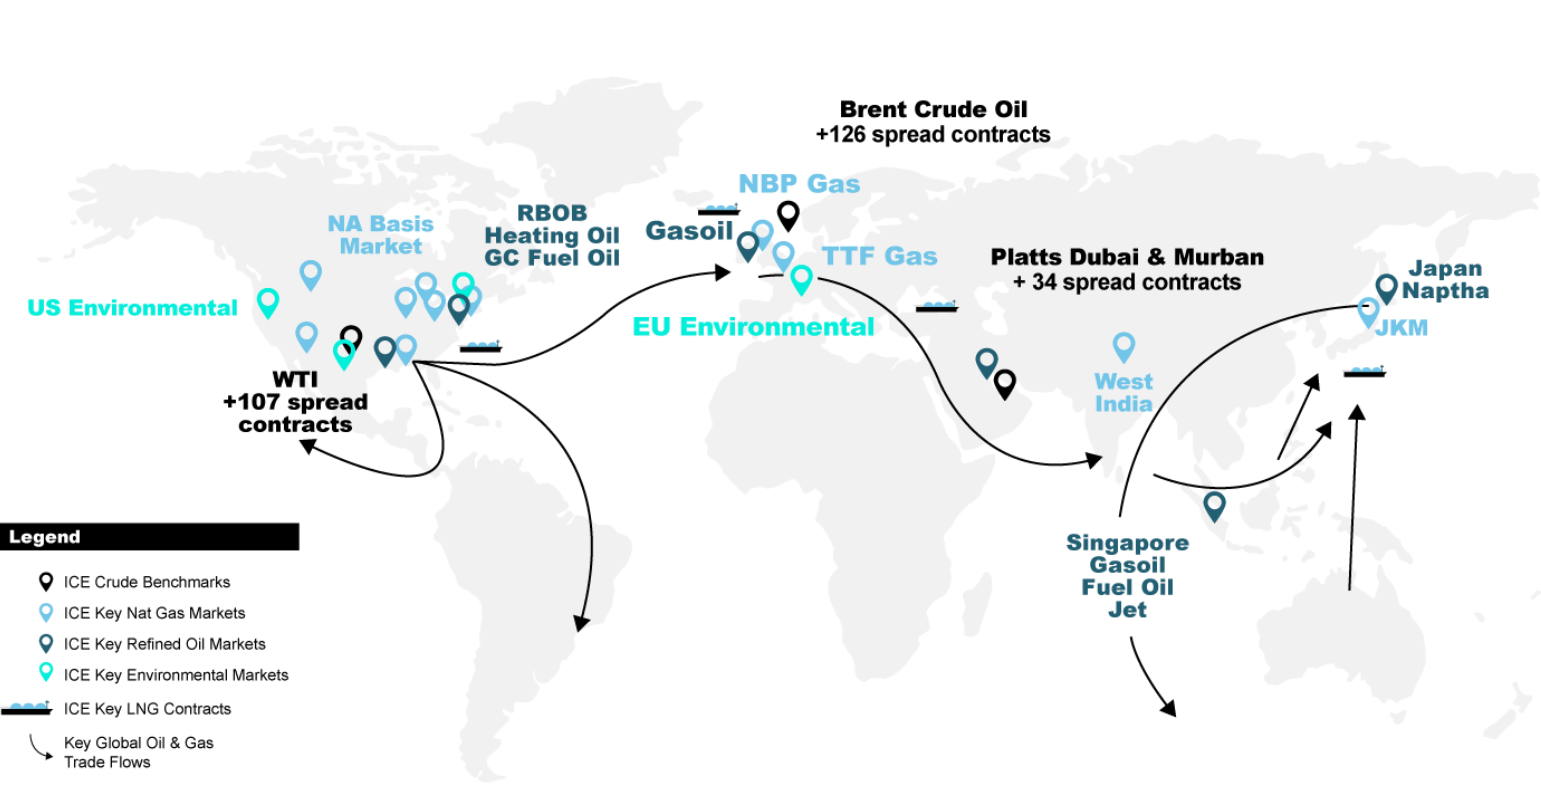 Brent Crude Oil
+126 spread contracts
NBP Gas
RBOB
Heating Oil
GC Fuel Oil
NA Basis
Market
Gasoil
TTF Gas
Platts Dubai & Murban
+ 34 spread contracts
Japan
Naptha
US Environmental
EU Environmental
JKM
WTI
+107 spread
contracts
West
India
Singapore
Gasoil
Fuel Oil
Jet
Legend
ICE Crude Benchmarks
ICE Key Nat Gas Markets
ICE Key Refined Oil Markets
ICE Key Environmental Markets
ICE Key LNG Contracts
Key Global Oil & Gas
Trade Flows